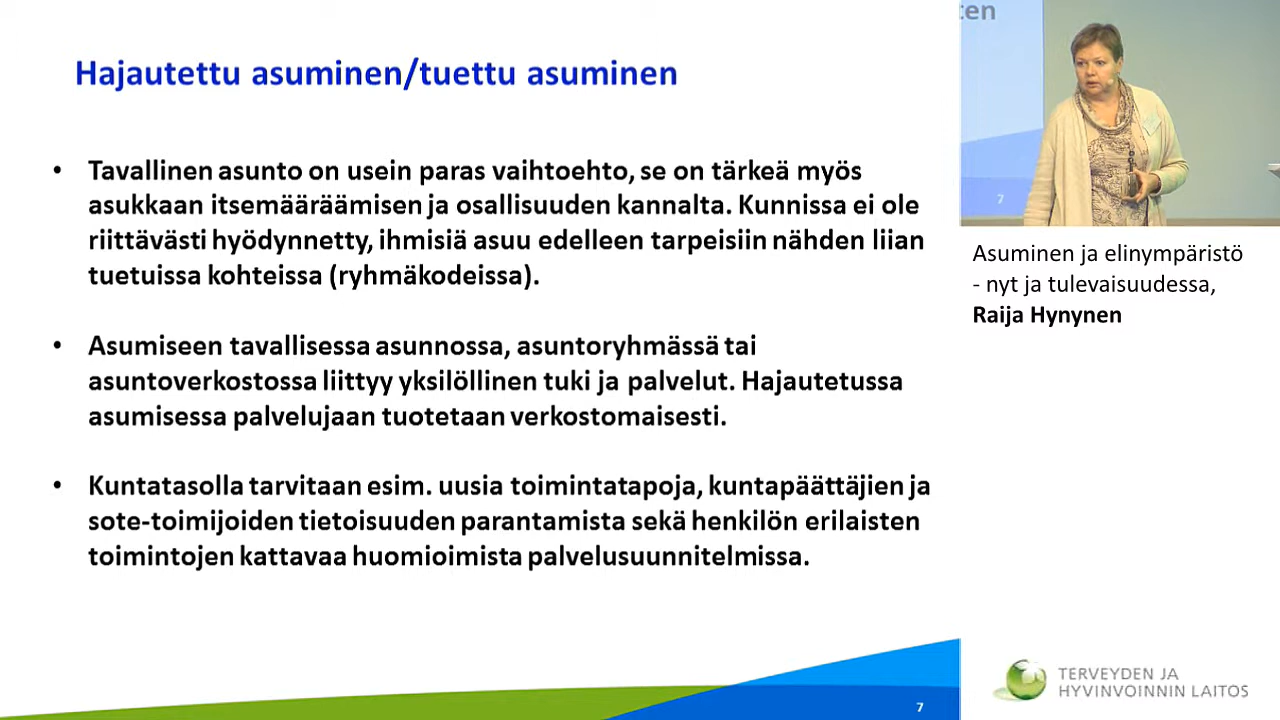 Hajautettu asuminen/tuettu asuminen
• Tavallinen asunto on usein paras vaihtoehto, se on tärkeä myös
asukkaan itsemääräämisen ja osallisuuden kannalta. Kunnissa ei ole
riittävästi hyödynnetty, ihmisiä asuu edelleen tarpeisiin nähden liian
tuetuissa kohteissa (ryhmäkodeissa).
• Asumiseen tavallisessa asunnossa, asuntoryhmässä tai
asuntoverkostossa liittyy yksilöllinen tuki ja palvelut. Hajautetussa
asumisessa palvelujaan tuotetaan verkostomaisesti.
• Kuntatasolla tarvitaan esim. uusia toimintatapoja, kuntapäättäjien ja
sote-toimijoiden tietoisuuden parantamista sekä henkilön erilaisten
toimintojen kattavaa huomioimista palvelusuunnitelmissa.
7
ten
7
Asuminen ja elinympäristö
- nyt ja tulevaisuudessa,
Raija Hynynen
TERVEYDEN JA
HYVINVOINNIN LAITOS